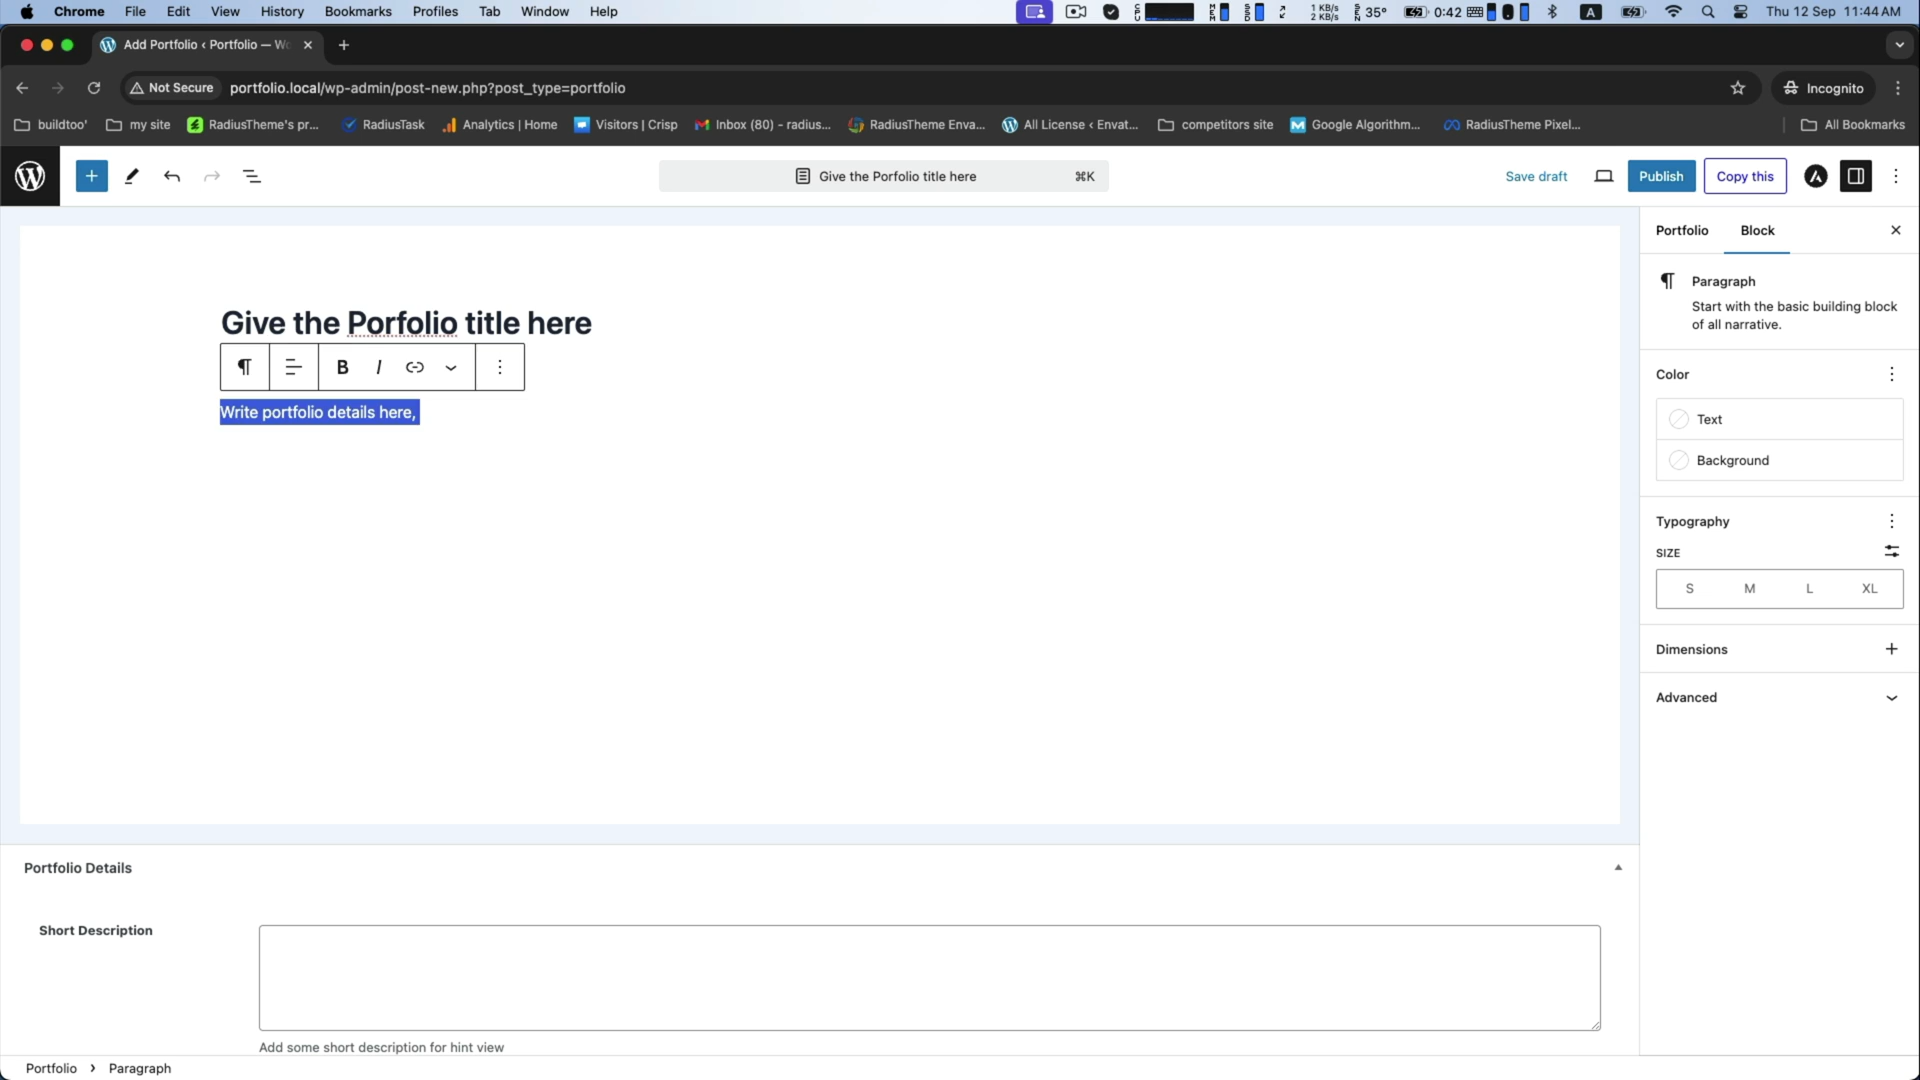 Chrome File Edit View History Bookmarks Profiles Tab Window Help
1 KB/s
2 KB/s
35° 0:42 A Thu 12 Sep 11:44 AM
Add Portfolio ‹ Portfolio — Wo
Not Secure portfolio.local/wp-admin/post-new.php?post_type=portfolio Incognito
buildtoo' my site RadiusTheme's pr... RadiusTask Analytics | Home Visitors | Crisp Inbox (80) - radius... RadiusTheme Enva... All License ‹ Envat... competitors site Google Algorithm... RadiusTheme Pixel... All Bookmarks
Give the Porfolio title here ⌘K Save draft Publish Copy this
Portfolio Block
Paragraph
Start with the basic building block
of all narrative.
Give the Porfolio title here
B I
Write portfolio details here,
Color
Text
Background
Typography
SIZE
S M L XL
Dimensions
Advanced
Portfolio Details
Short Description
Add some short description for hint view
Portfolio › Paragraph